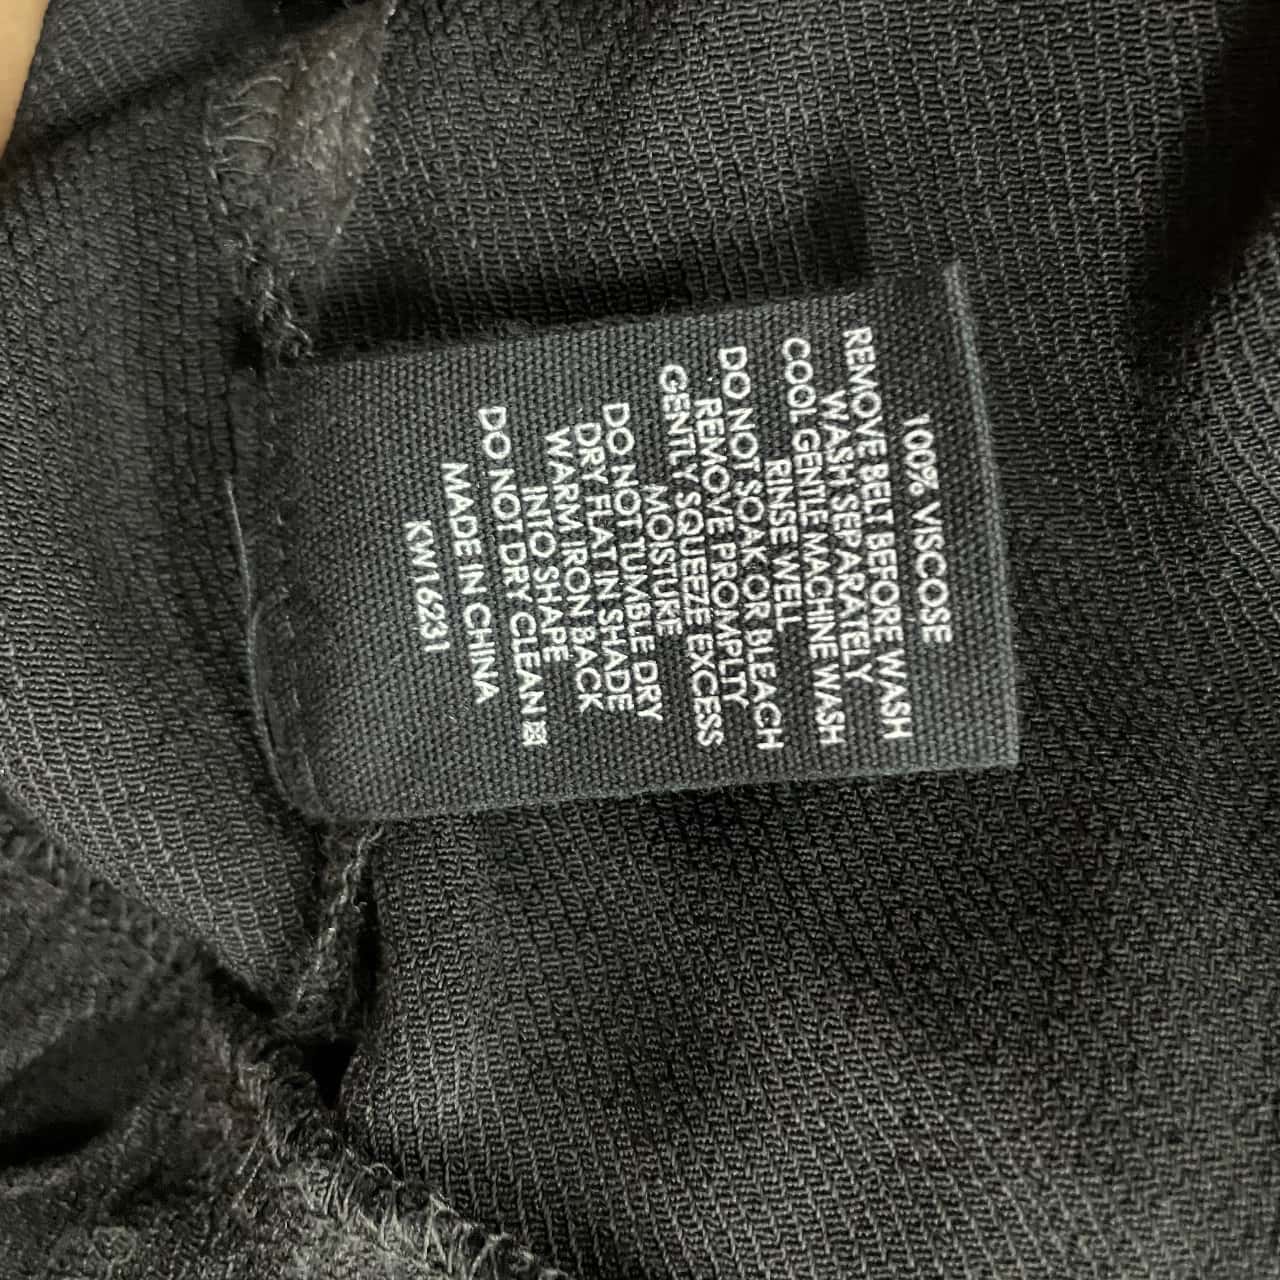 100% VISCOSE
REMOVE BELT BEFORE WASH
WASH SEPARATELY
COOL GENTLE MACHINE WASH
RINSE WELL
DO NOT SOAK OR BLEACH
REMOVE PROMPLTY
GENTLY SQUEEZE EXCESS
MOISTURE
DO NOT TUMBLE DRY
DRY FLAT IN SHADE
WARM IRON BACK
INTO SHAPE
DO NOT DRY CLEAN
MADE IN CHINA
KW1.6231